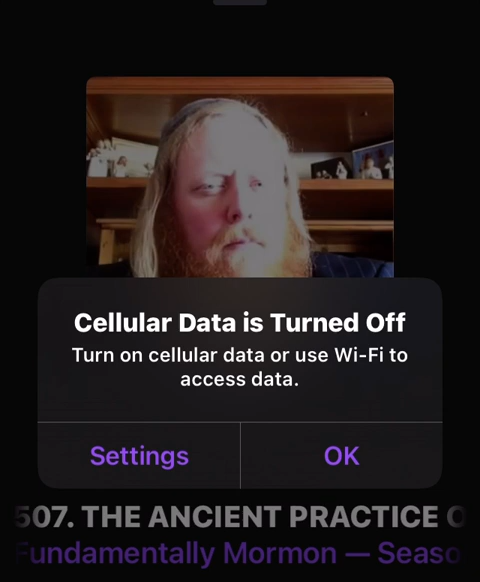 Cellular Data is Turned Off
Turn on cellular data or use Wi-Fi to
access data.
Settings OK
507. THE ANCIENT PRACTICE O
Fundamentally Mormon — Seaso